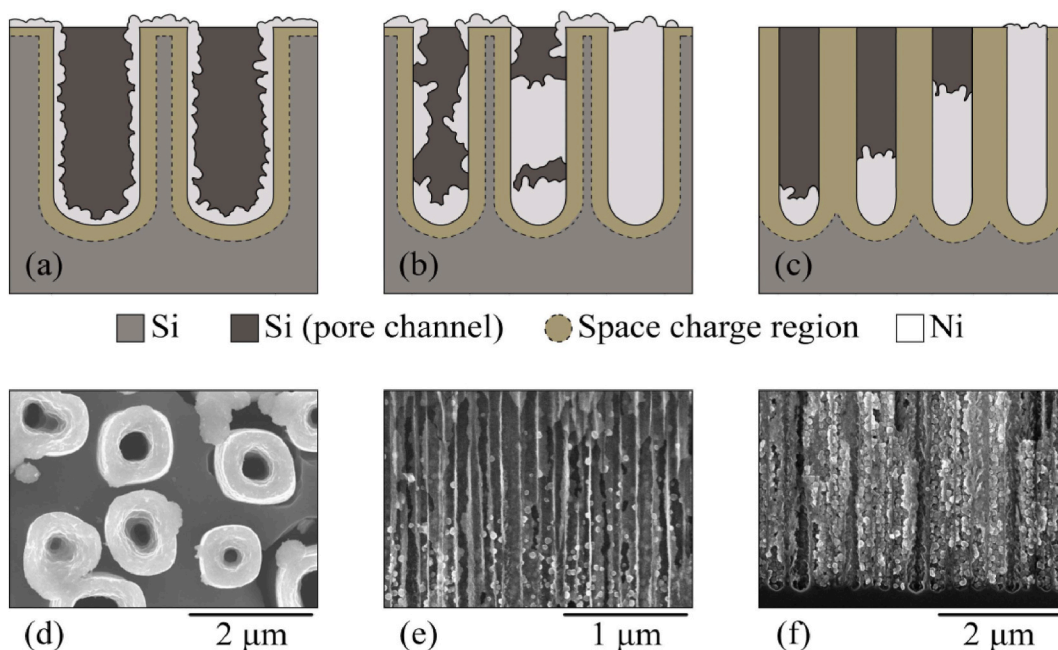 (a) (b) (c)
Si Si (pore channel) Space charge region Ni
(d) 2 μm (e) 1 μm (f) 2 μm